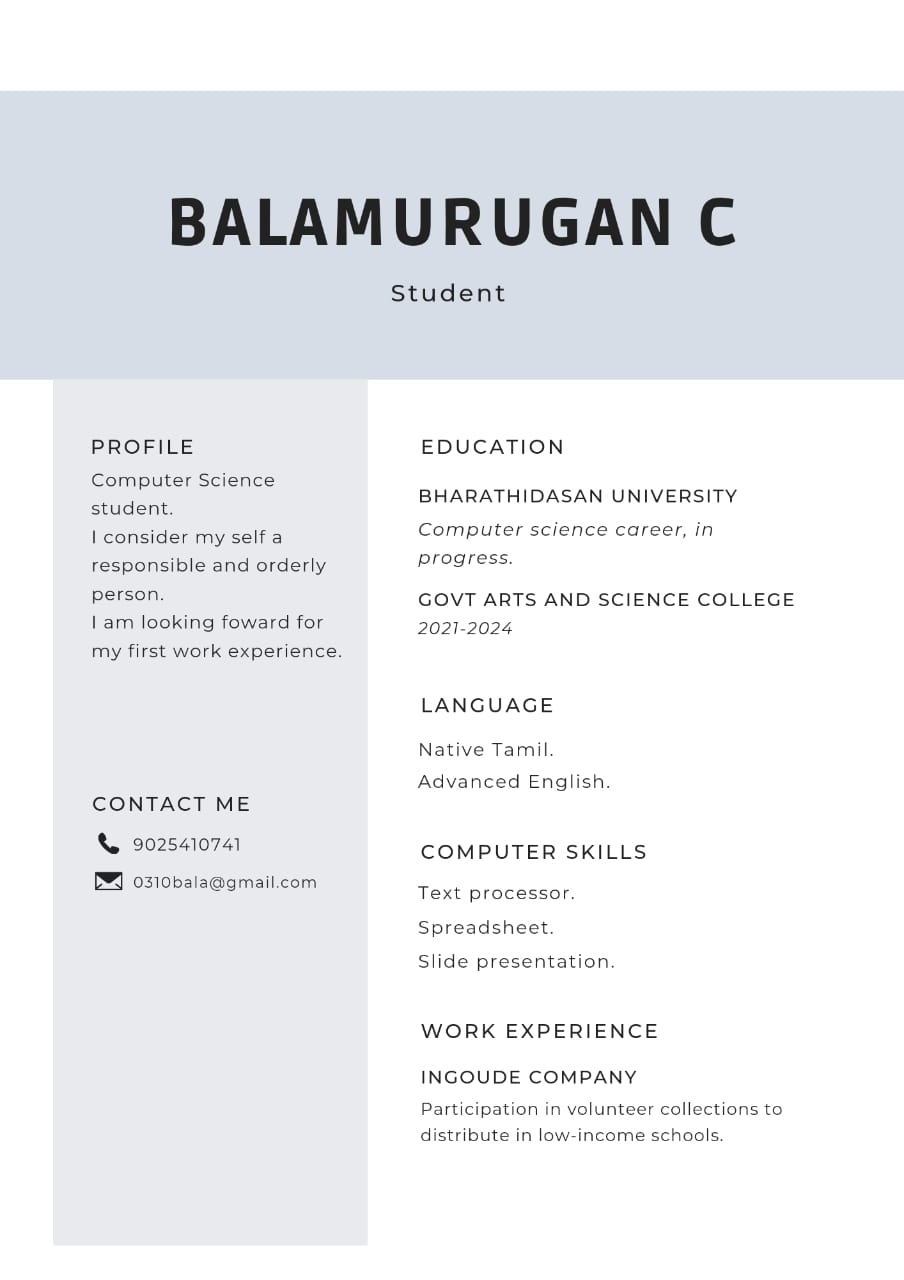 BALAMURUGAN C
Student
PROFILE
Computer Science
student.
I consider my self a
responsible and orderly
person.
I am looking foward for
my first work experience.
CONTACT ME
9025410741
0310bala@gmail.com
EDUCATION
BHARATHIDASAN UNIVERSITY
Computer science career, in
progress.
GOVT ARTS AND SCIENCE COLLEGE
2021-2024
LANGUAGE
Native Tamil.
Advanced English.
COMPUTER SKILLS
Text processor.
Spreadsheet.
Slide presentation.
WORK EXPERIENCE
INGOUDE COMPANY
Participation in volunteer collections to
distribute in low-income schools.